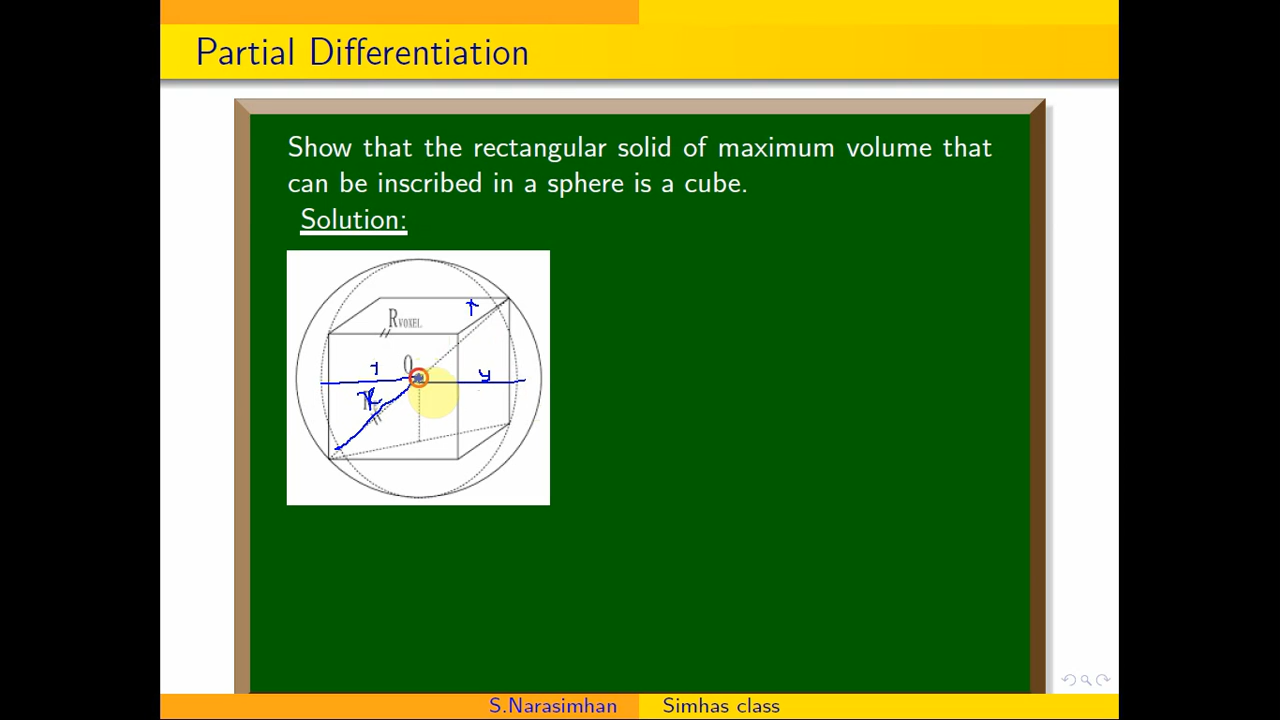 Partial Differentiation
Show that the rectangular solid of maximum volume that
can be inscribed in a sphere is a cube.
Solution:
x
R VOXEL
O
y
S.Narasimhan
Simhas class